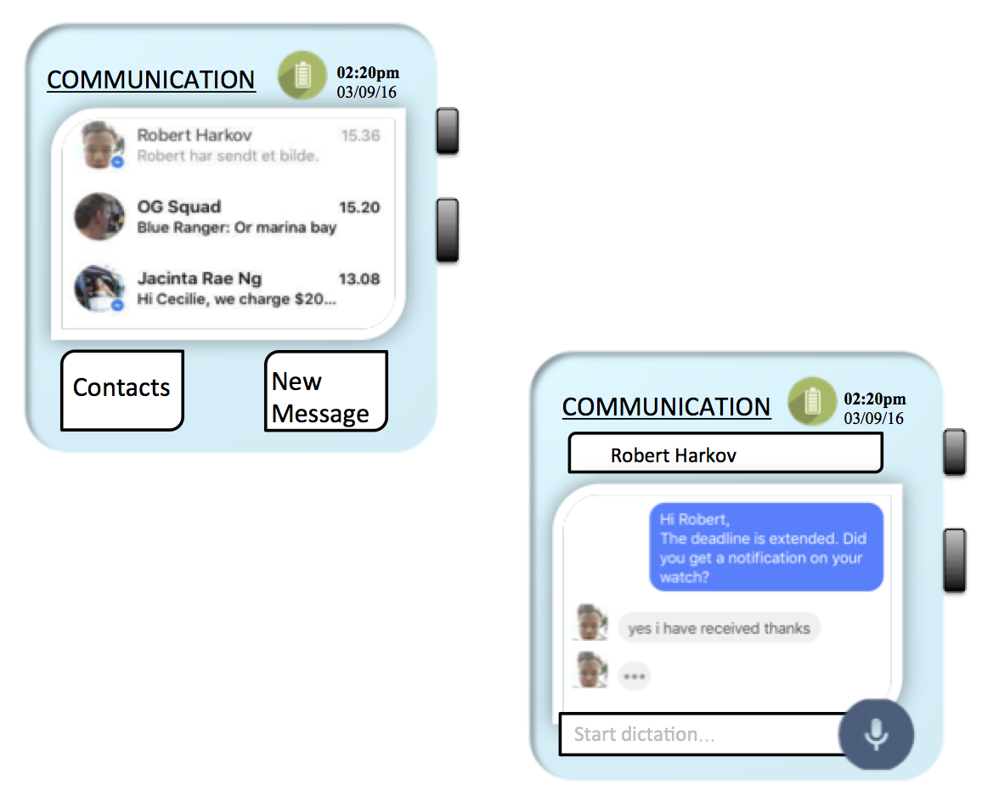 COMMUNICATION
02:20pm
03/09/16
Robert Harkov 15.36
Robert har sendt et bilde.
OG Squad 15.20
Blue Ranger: Or marina bay
Jacinta Rae Ng 13.08
Hi Cecilie, we charge $20...
Contacts
New
Message
COMMUNICATION
02:20pm
03/09/16
Robert Harkov
Hi Robert,
The deadline is extended. Did
you get a notification on your
watch?
yes i have received thanks
•••
Start dictation...